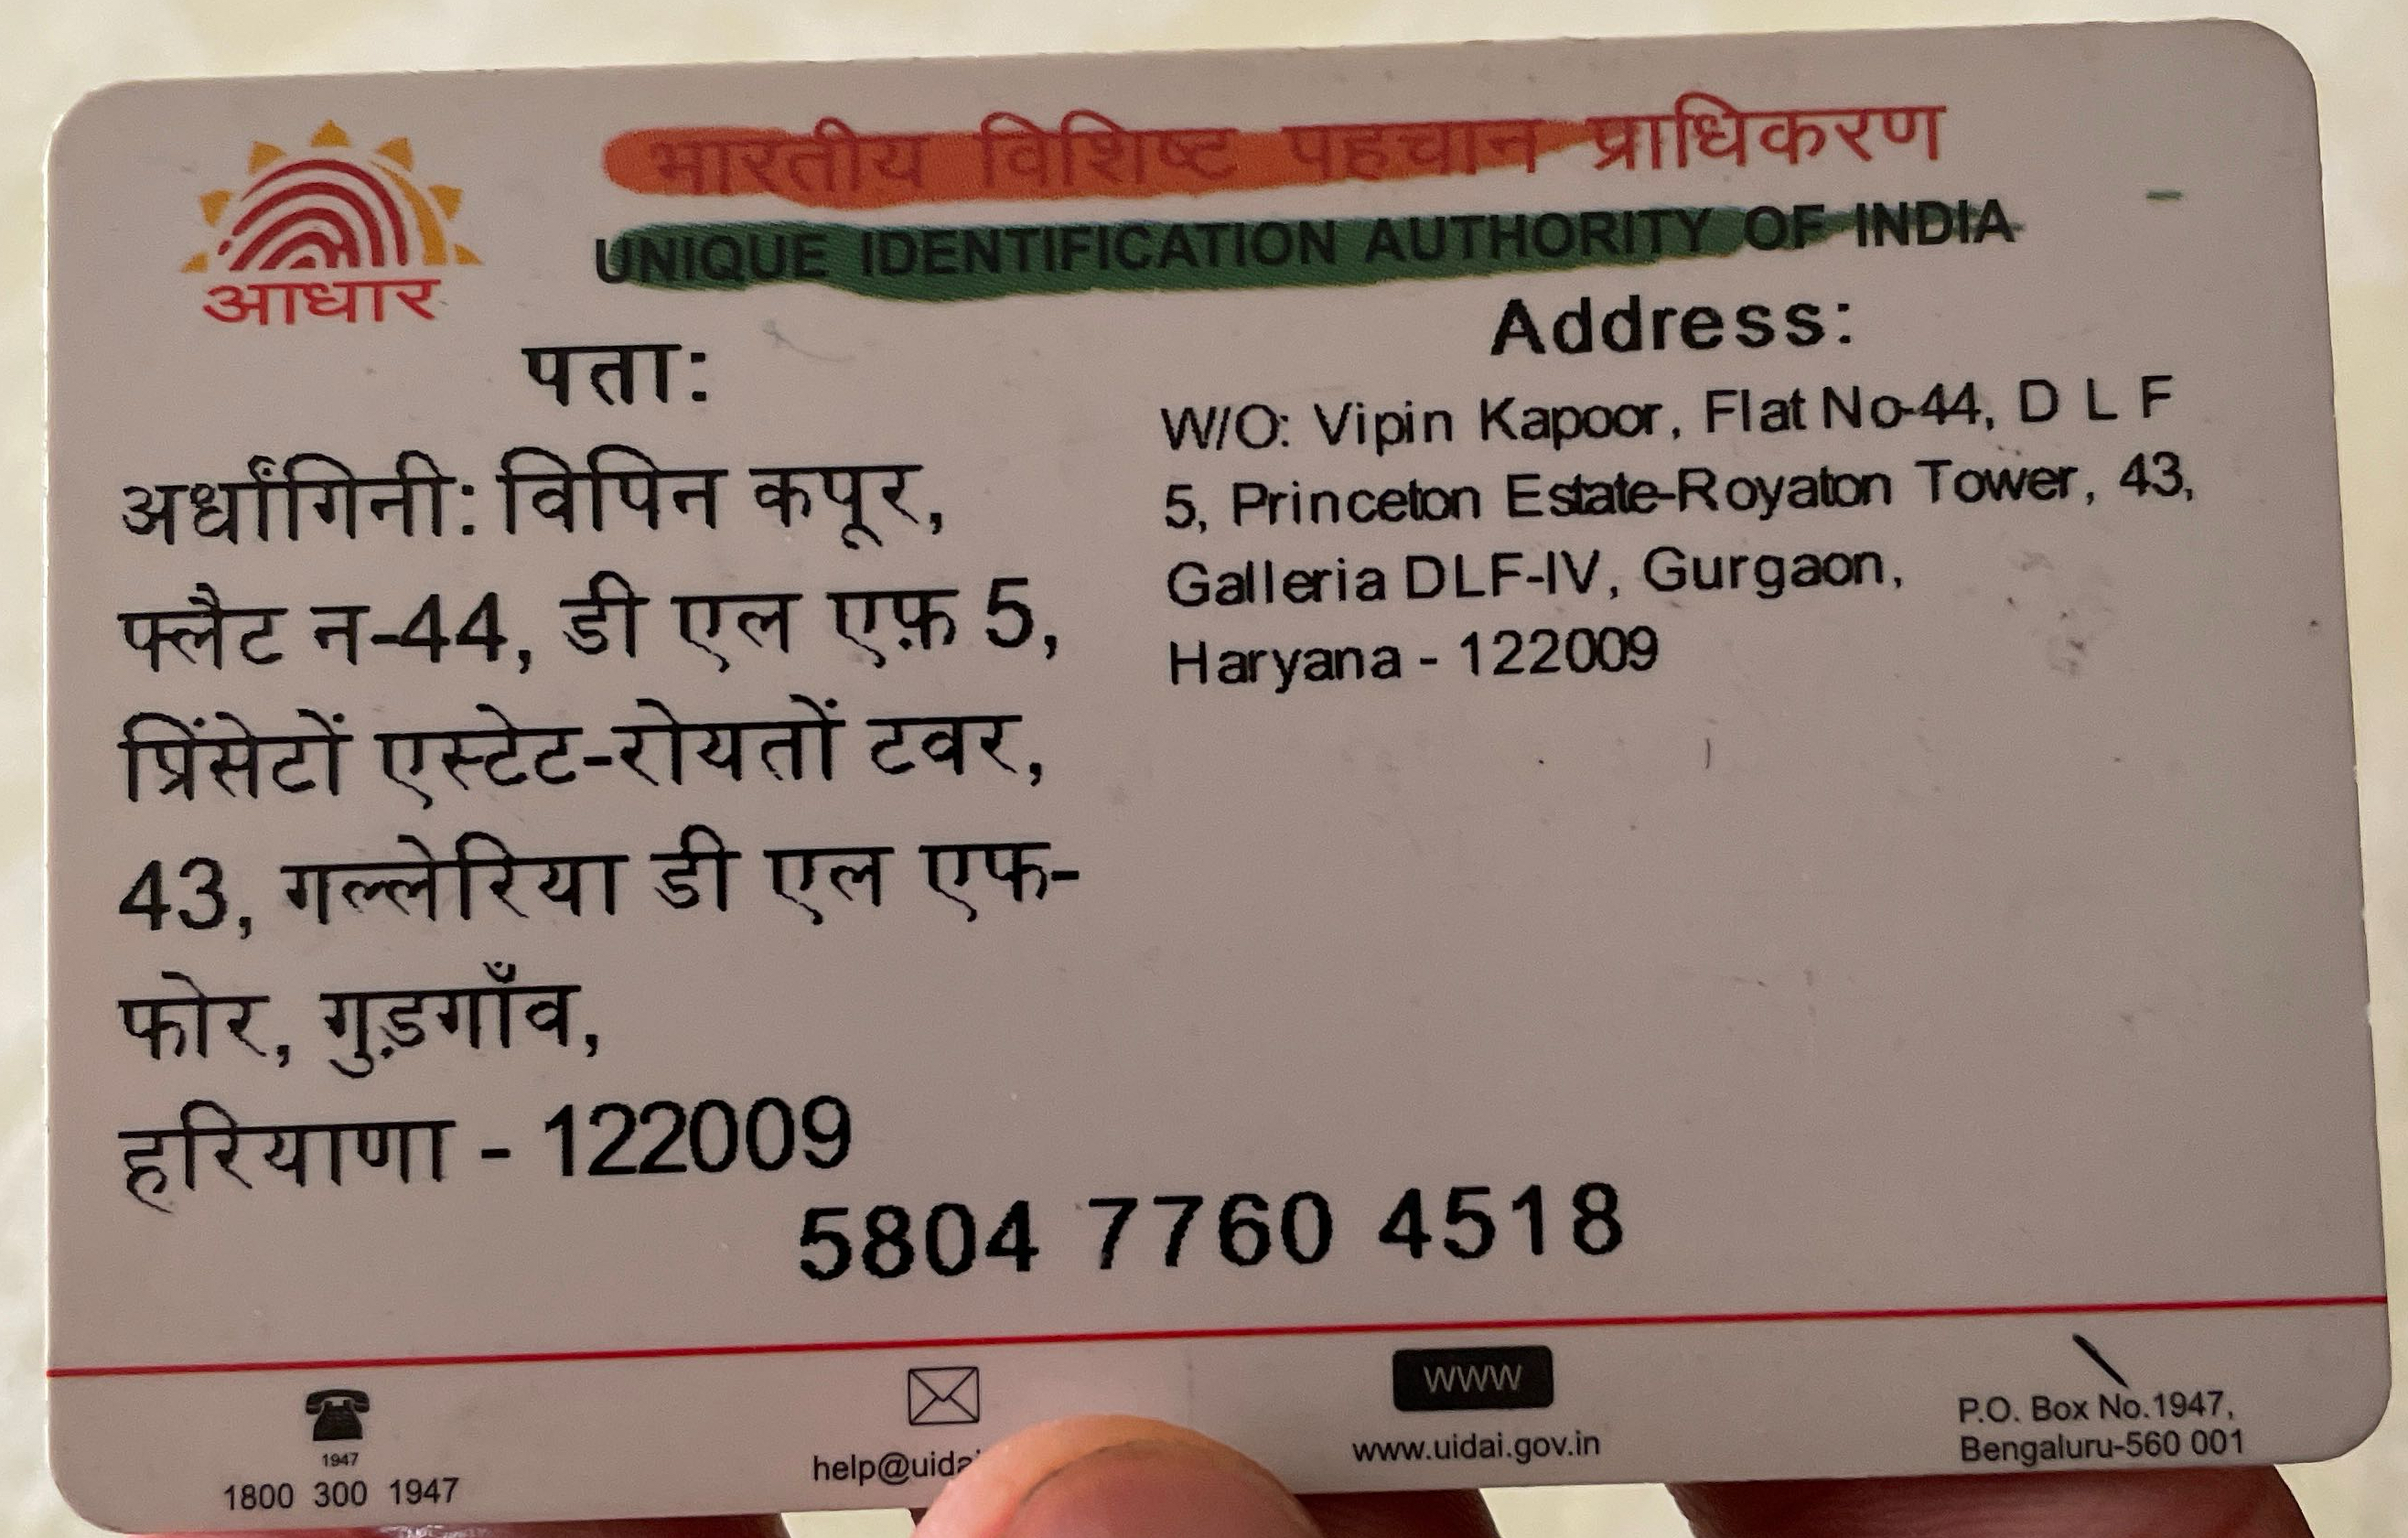 भारतीय विशिष्ट पहचान प्राधिकरण
UNIQUE IDENTIFICATION AUTHORITY OF INDIA
आधार
पता:
अर्धांगिनी: विपिन कपूर,
फ्लैट न-44, डी एल एफ़ 5,
प्रिंसेटों एस्टेट-रोयतों टवर,
43, गल्लेरिया डी एल एफ-
फोर, गुड़गाँव,
हरियाणा - 122009
Address:
W/O: Vipin Kapoor, Flat No-44, D L F
5, Princeton Estate-Royaton Tower, 43,
Galleria DLF-IV, Gurgaon,
Haryana - 122009
5804 7760 4518
1947
1800 300 1947
help@uida
www
www.uidai.gov.in
P.O. Box No.1947,
Bengaluru-560 001